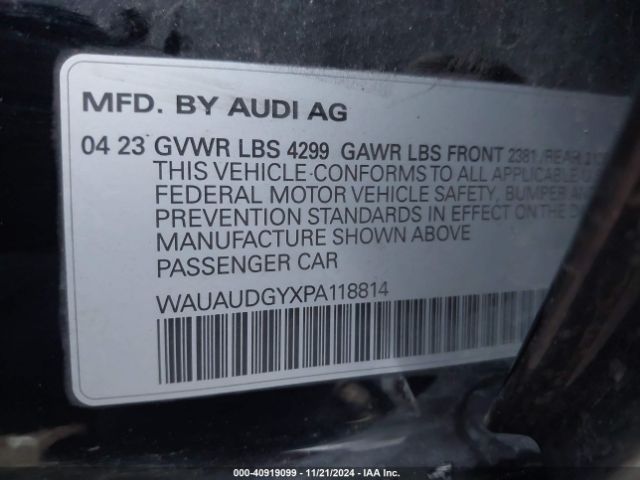 MFD. BY AUDI AG
04 23 GVWR LBS 4299 GAWR LBS FRONT 2381 /REAR
THIS VEHICLE CONFORMS TO ALL APPLICABLE
FEDERAL MOTOR VEHICLE SAFETY, BUMPER
PREVENTION STANDARDS IN EFFECT ON THE
MANUFACTURE SHOWN ABOVE
PASSENGER CAR
WAUAUDGYXPA118814
000-40919099 — 11/21/2024 — IAA Inc.